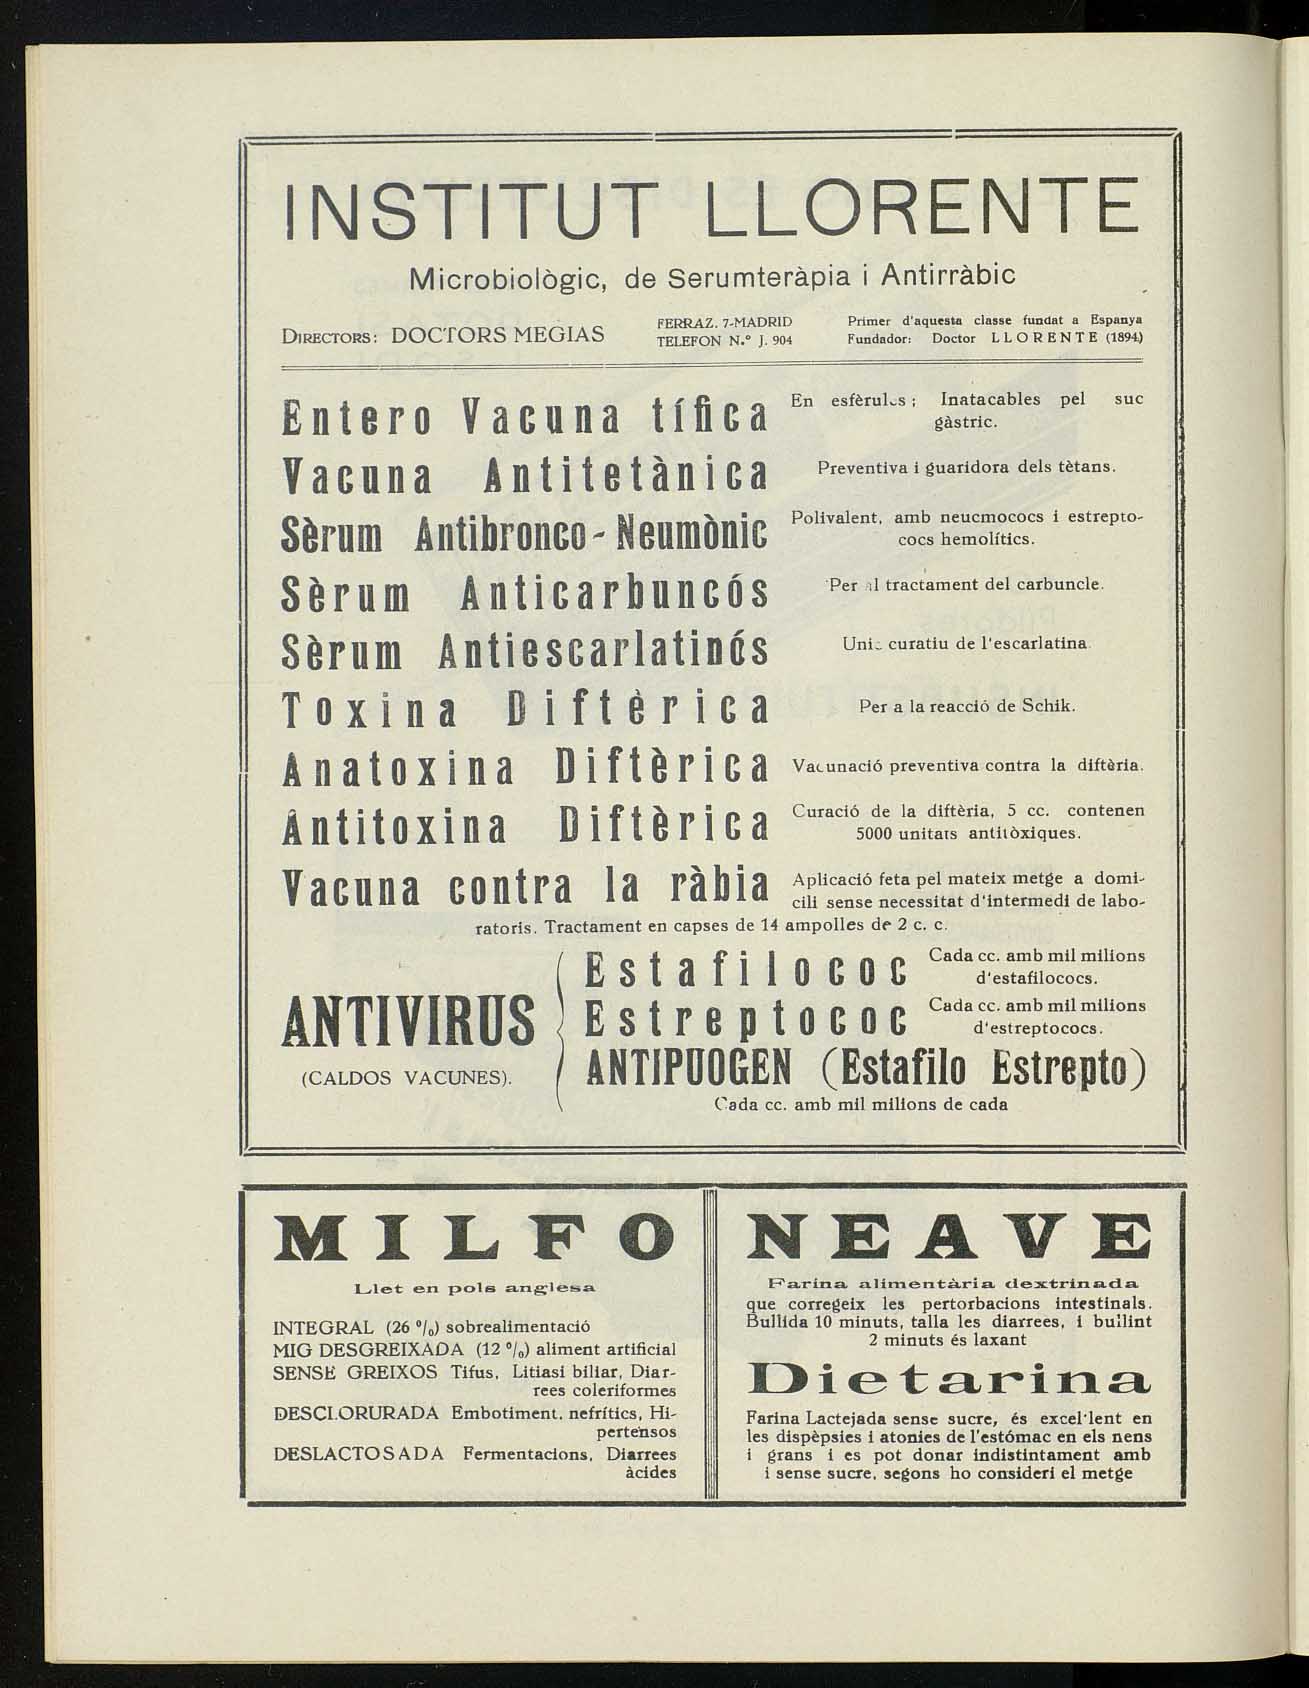 INSTITUT LLORENTE
Microbiològic, de Serumteràpia i Antirràbic
DIRECTORS: DOCTORS MEGIAS
FERRAZ, 7-MADRID
TELEFON N.º J. 904
Primer d'aquesta classe fundat a Espanya
Fundador: Doctor LLORENTE (1894)
Entero Vacuna tífica
En esfèrules; Inatacables pel suc
gàstric.
Vacuna Antitetànica
Preventiva i guaridora dels tètans.
Sèrum Antibronco-Neumònic
Polivalent, amb neucmococs i estrepto-
cocs hemolítics.
Sèrum Anticarbuncós
Per al tractament del carbuncle.
Sèrum Antiescarlatinós
Unic curatiu de l'escarlatina.
Toxina Diftèrica
Per a la reacció de Schik.
Anatoxina Diftèrica
Vacunació preventiva contra la diftèria.
Antitoxina Diftèrica
Curació de la diftèria, 5 cc. contenen
5000 unitats antitòxiques.
Vacuna contra la ràbia
Aplicació feta pel mateix metge a domi-
cili sense necessitat d'intermedi de labo-
ratoris. Tractament en capses de 14 ampolles de 2 c. c.
ANTIVIRUS
(CALDOS VACUNES).
Estafilococ
Cada cc. amb mil milions
d'estafilococs.
Estreptococ
Cada cc. amb mil milions
d'estreptococs.
ANTIPUOGEN (Estafilo Estrepto)
Cada cc. amb mil milions de cada
MILFO
Llet en pols anglesa
INTEGRAL (26 %) sobrealimentació
MIG DESGREIXADA (12 %) aliment artificial
SENSE GREIXOS Tifus, Litiasi biliar, Diar-
rees coleriformes
DESCLORURADA Embotiment, nefrítics, Hi-
pertensos
DESLACTOSADA Fermentacions, Diarrees
àcides
NEAVE
Farina alimentària dextrinada
que corregeix les pertorbacions intestinals.
Bullida 10 minuts, talla les diarrees, i bullint
2 minuts és laxant
Dietarina
Farina Lactejada sense sucre, és excel·lent en
les dispèpsies i atonies de l'estómac en els nens
i grans i es pot donar indistintament amb
i sense sucre, segons ho consideri el metge